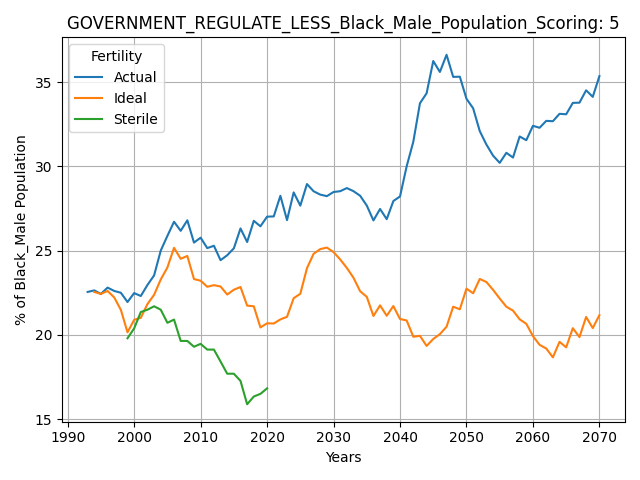 GOVERNMENT_REGULATE_LESS_Black_Male_Population_Scoring: 5
Fertility
Actual
Ideal
Sterile
% of Black_Male Population
35
30
25
20
15
1990 2000 2010 2020 2030 2040 2050 2060 2070
Years